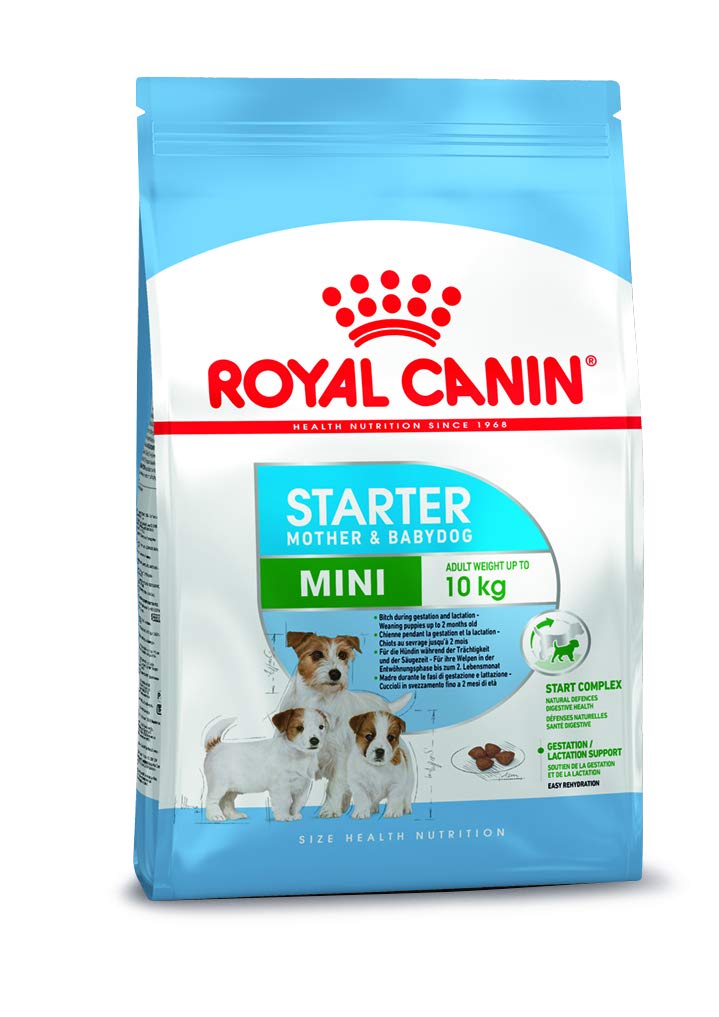 ROYAL CANIN®
HEALTH NUTRITION SINCE 1968
STARTER
MOTHER & BABYDOG
MINI
ADULT WEIGHT UP TO
10 kg
• Bitch during gestation and lactation -
Weaning puppies up to 2 months old
• Chienne pendant la gestation et la lactation -
Chiots au sevrage jusqu'à 2 mois
• Für die Hündin während der Trächtigkeit
und der Säugezeit - Für ihre Welpen in der
Entwöhnungsphase bis zum 2. Lebensmonat
• Madre durante le fasi di gestazione e lattazione -
Cuccioli in svezzamento fino a 2 mesi di età
START COMPLEX
NATURAL DEFENCES
DIGESTIVE HEALTH
DÉFENSES NATURELLES
SANTÉ DIGESTIVE
• GESTATION /
LACTATION SUPPORT
SOUTIEN DE LA GESTATION
ET DE LA LACTATION
EASY REHYDRATION
SIZE HEALTH NUTRITION